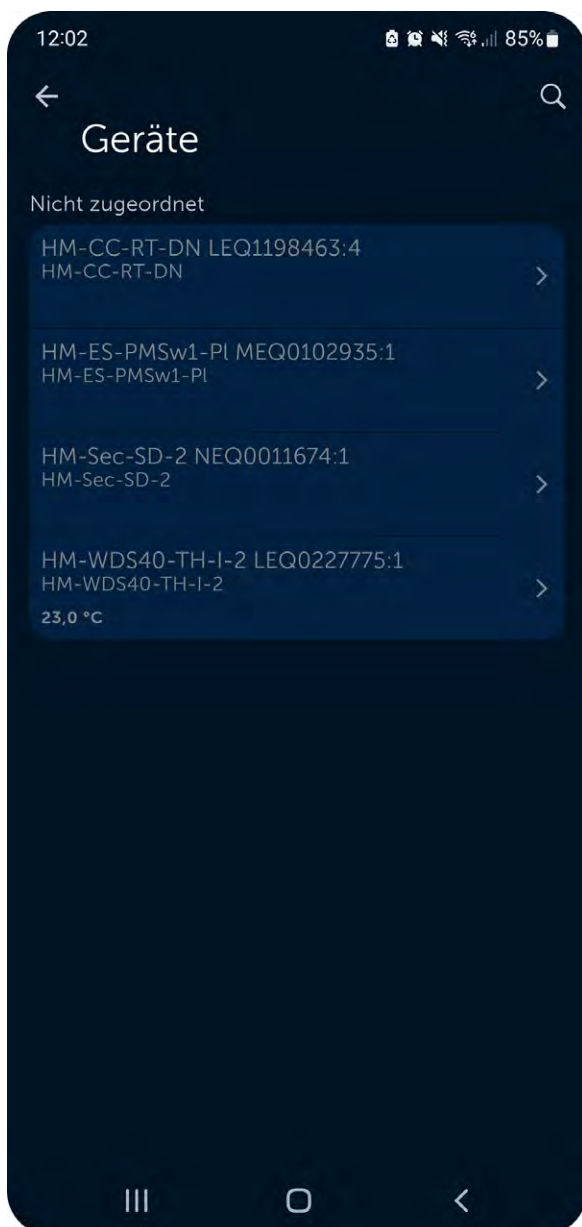 12:02
85%
Geräte
Nicht zugeordnet
HM-CC-RT-DN LEQ1198463:4
HM-CC-RT-DN
HM-ES-PMSw1-Pl MEQ0102935:1
HM-ES-PMSw1-Pl
HM-Sec-SD-2 NEQ0011674:1
HM-Sec-SD-2
HM-WDS40-TH-I-2 LEQ0227775:1
HM-WDS40-TH-I-2
23,0 °C